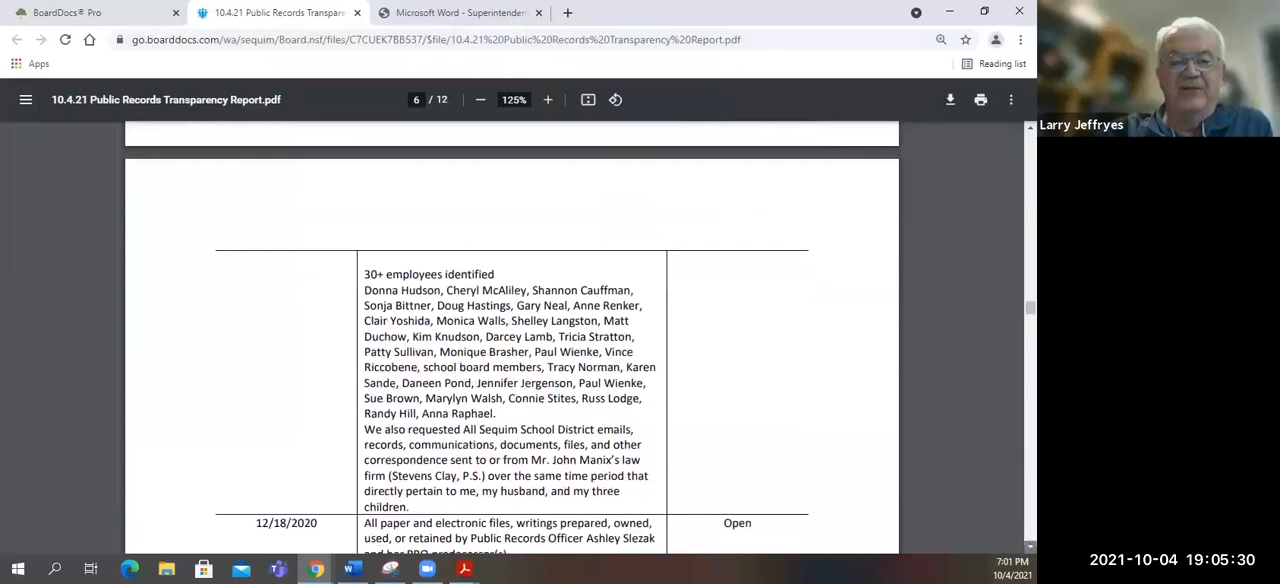 BoardDocs® Pro
10.4.21 Public Records Transpare
Microsoft Word - Superintender
go.boarddocs.com/wa/sequim/Board.nsf/files/C7CUEK7BB537/$file/10.4.21%20Public%20Records%20Transparency%20Report.pdf
Apps
Reading list
10.4.21 Public Records Transparency Report.pdf
6 / 12
125%
Larry Jeffryes
30+ employees identified
Donna Hudson, Cheryl McAliley, Shannon Cauffman,
Sonja Bittner, Doug Hastings, Gary Neal, Anne Renker,
Clair Yoshida, Monica Walls, Shelley Langston, Matt
Duchow, Kim Knudson, Darcey Lamb, Tricia Stratton,
Patty Sullivan, Monique Brasher, Paul Wienke, Vince
Riccobene, school board members, Tracy Norman, Karen
Sande, Daneen Pond, Jennifer Jergenson, Paul Wienke,
Sue Brown, Marylyn Walsh, Connie Stites, Russ Lodge,
Randy Hill, Anna Raphael.
We also requested All Sequim School District emails,
records, communications, documents, files, and other
correspondence sent to or from Mr. John Manix's law
firm (Stevens Clay, P.S.) over the same time period that
directly pertain to me, my husband, and my three
children.
12/18/2020
All paper and electronic files, writings prepared, owned,
used, or retained by Public Records Officer Ashley Slezak
and her PRO predecessor(s)
Open
7:01 PM
10/4/2021
2021-10-04 19:05:30